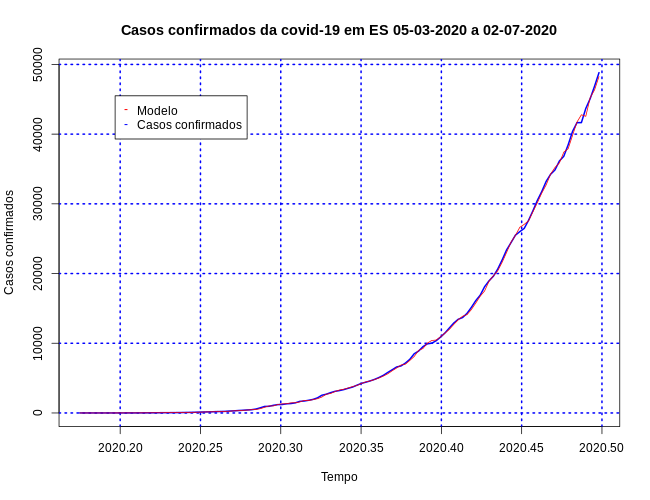 Casos confirmados da covid-19 em ES 05-03-2020 a 02-07-2020
Casos confirmados
50000
40000
30000
20000
10000
0
- Modelo
- Casos confirmados
2020.20 2020.25 2020.30 2020.35 2020.40 2020.45 2020.50
Tempo